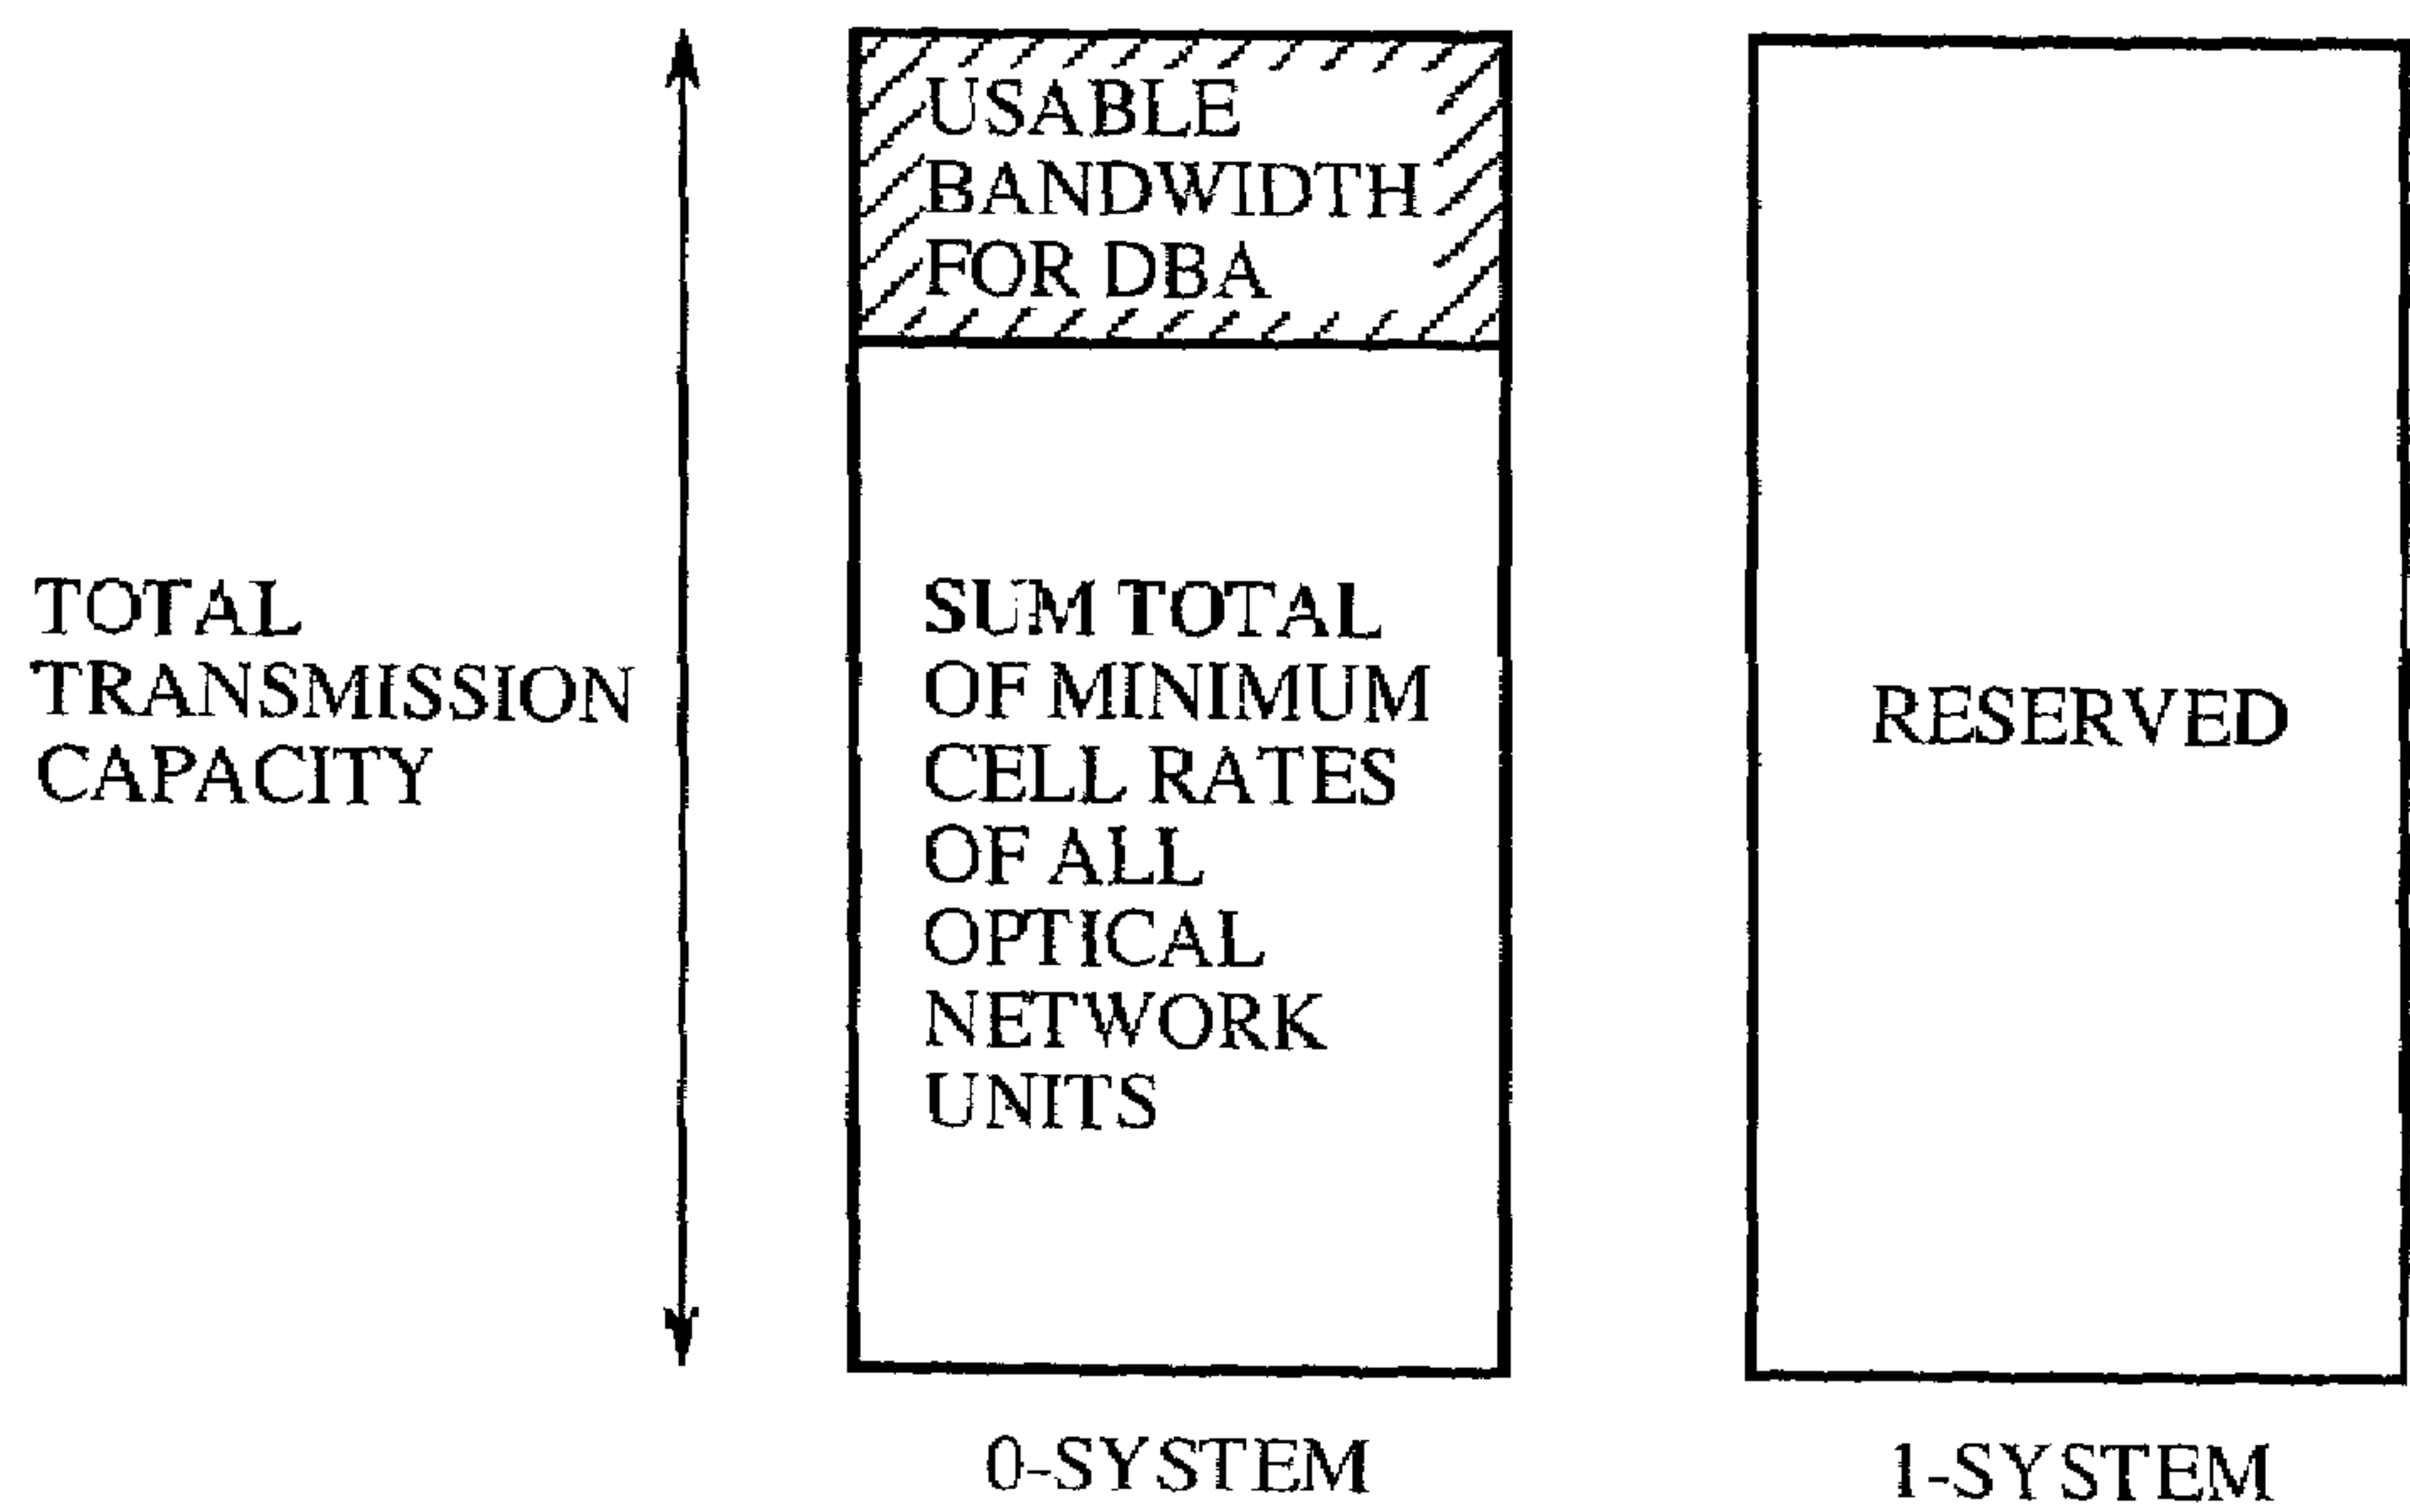 TOTAL
TRANSMISSION
CAPACITY
USABLE
BANDWIDTH
FOR DBA
SUM TOTAL
OF MINIMUM
CELL RATES
OF ALL
OPTICAL
NETWORK
UNITS
0-SYSTEM
RESERVED
1-SYSTEM